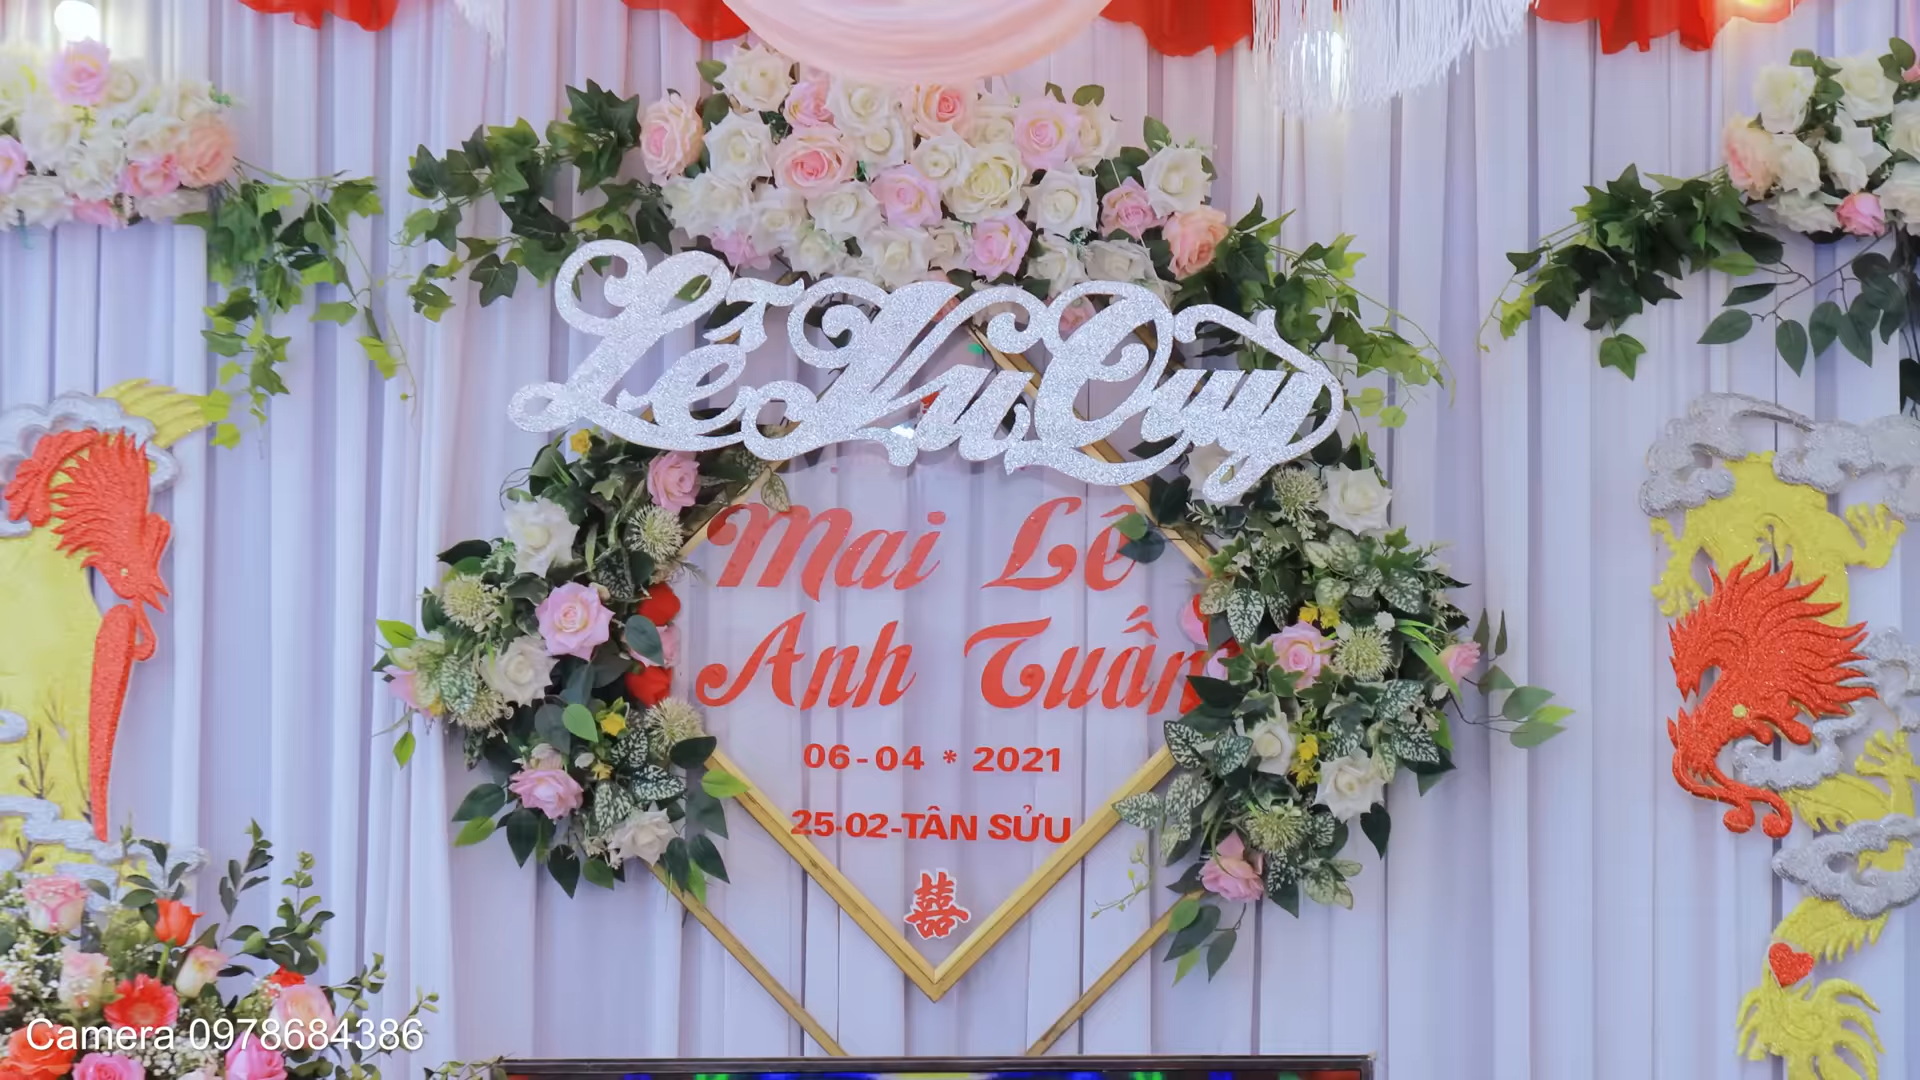 Lễ Vu Quy
Mai Lê
Anh Tuấn
06-04 * 2021
25-02-TÂN SỬU
囍
Camera 0978684386